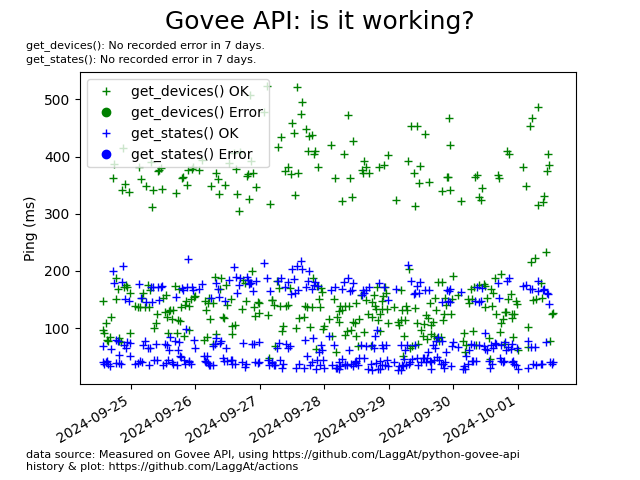 Govee API: is it working?
get_devices(): No recorded error in 7 days.
get_states(): No recorded error in 7 days.
get_devices() OK
get_devices() Error
get_states() OK
get_states() Error
Ping (ms)
500
400
300
200
100
2024-09-25
2024-09-26
2024-09-27
2024-09-28
2024-09-29
2024-09-30
2024-10-01
data source: Measured on Govee API, using https://github.com/LaggAt/python-govee-api
history & plot: https://github.com/LaggAt/actions